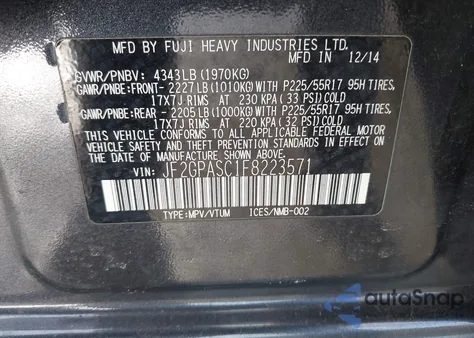 MFD BY FUJI HEAVY INDUSTRIES LTD.
MFD IN 12/14
GVWR/PNBV: 4343LB (1970KG)
GAWR/PNBE:FRONT- 2227LB (1010KG)WITH P225/55R17 95H TIRES,
17X7J RIMS AT 230 KPA (33 PSI)COLD
GAWR/PNBE:REAR - 2205LB (1000KG)WITH P225/55R17 95H TIRES,
17X7J RIMS AT 220 KPA (32 PSI)COLD
THIS VEHICLE CONFORMS TO ALL APPLICABLE FEDERAL MOTOR
VEHICLE SAFETY AND THEFT PREVENTION STANDARDS IN EFFECT
ON THE DATE OF MANUFACTURE SHOWN ABOVE.
VIN: JF2GPASC1F8223571
TYPE:MPV/VTUM ICES/NMB-002
autoSnap